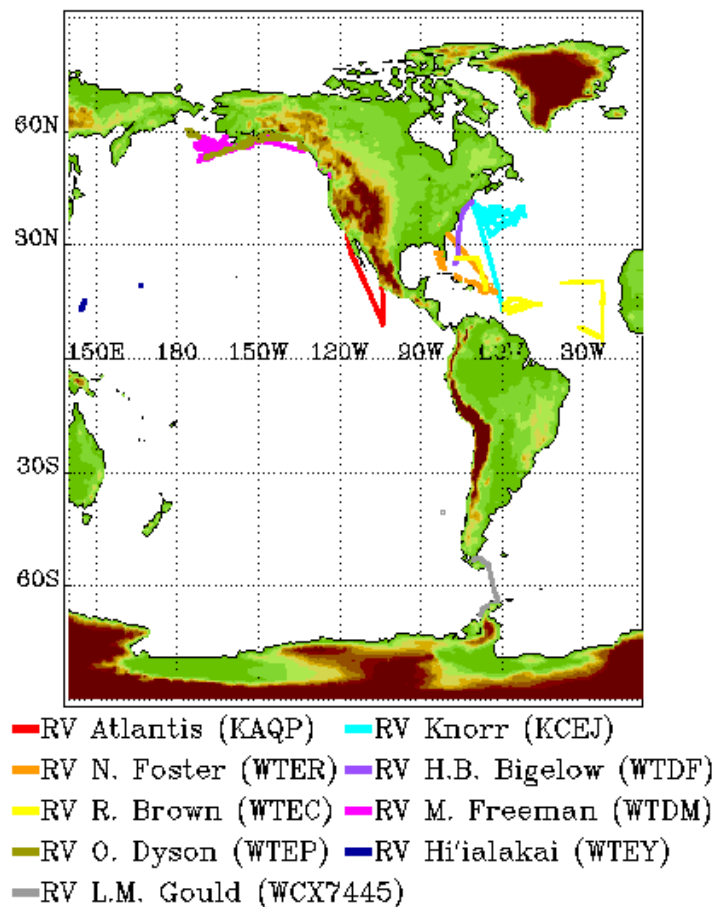 60N
30N
150E 180 150W 120W 90W 60W 30W
30S
60S
RV Atlantis (KAQP) RV Knorr (KCEJ)
RV N. Foster (WTER) RV H.B. Bigelow (WTDF)
RV R. Brown (WTEC) RV M. Freeman (WTDM)
RV O. Dyson (WTEP) RV Hi'ialakai (WTEY)
RV L.M. Gould (WCX7445)